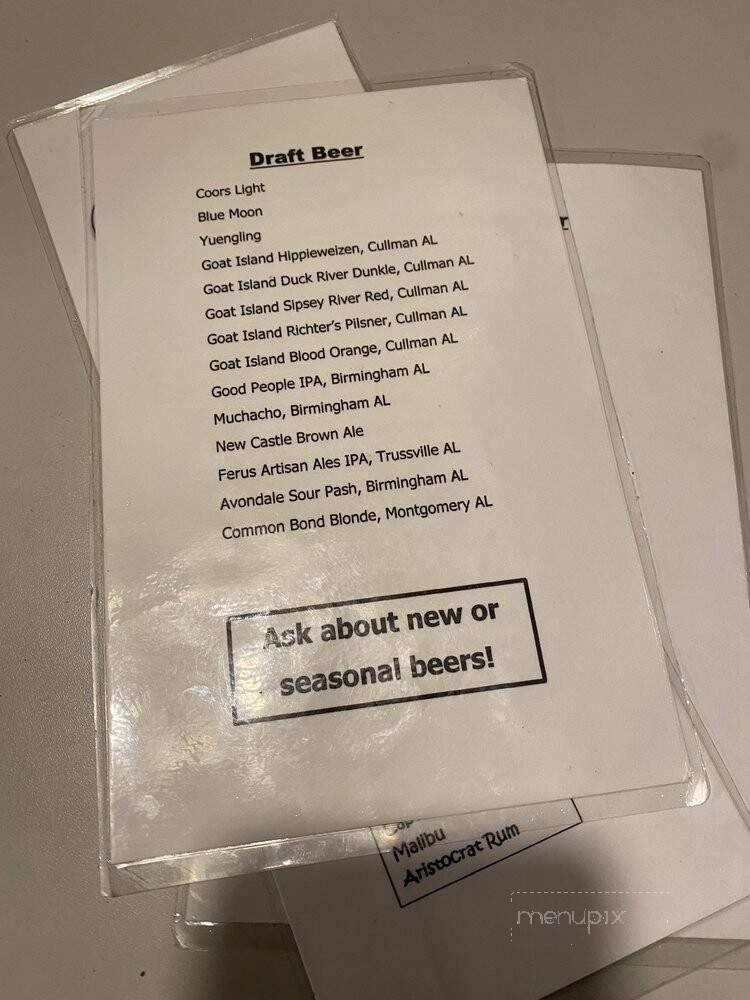 Draft Beer
Coors Light
Blue Moon
Yuengling
Goat Island Hippieweizen, Cullman AL
Goat Island Duck River Dunkle, Cullman AL
Goat Island Sipsey River Red, Cullman AL
Goat Island Richter's Pilsner, Cullman AL
Goat Island Blood Orange, Cullman AL
Good People IPA, Birmingham AL
Muchacho, Birmingham AL
New Castle Brown Ale
Ferus Artisan Ales IPA, Trussville AL
Avondale Sour Pash, Birmingham AL
Common Bond Blonde, Montgomery AL
Ask about new or
seasonal beers!
Malibu
Aristocrat Rum
menupix